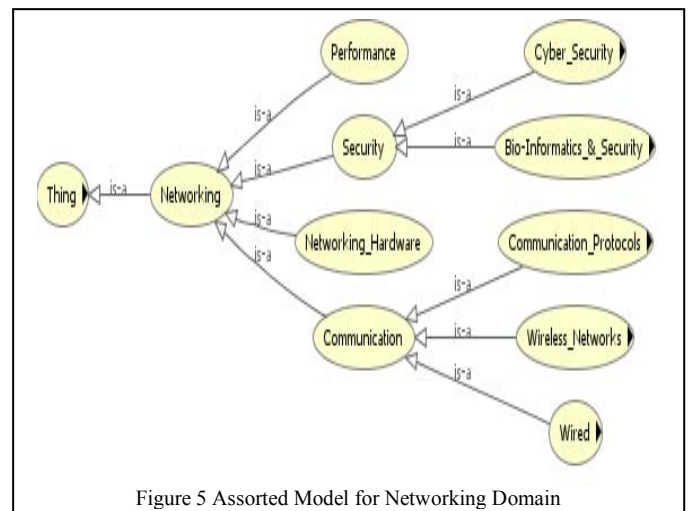 Performance
Cyber_Security
is-a
is-a
Security
is-a
Bio-Informatics_&_Security
is-a
Thing
is-a
Networking
is-a
Networking_Hardware
is-a
Communication_Protocols
is-a
Communication
is-a
Wireless_Networks
is-a
Wired
Figure 5 Assorted Model for Networking Domain